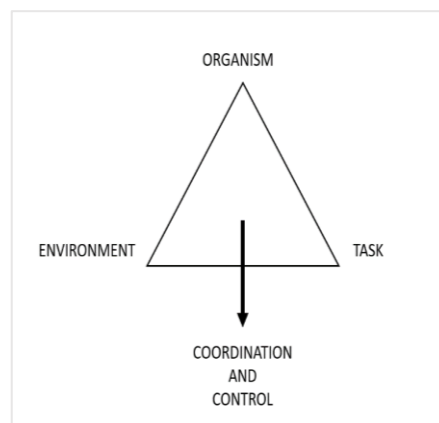 ORGANISM
ENVIRONMENT
TASK
COORDINATION
AND
CONTROL